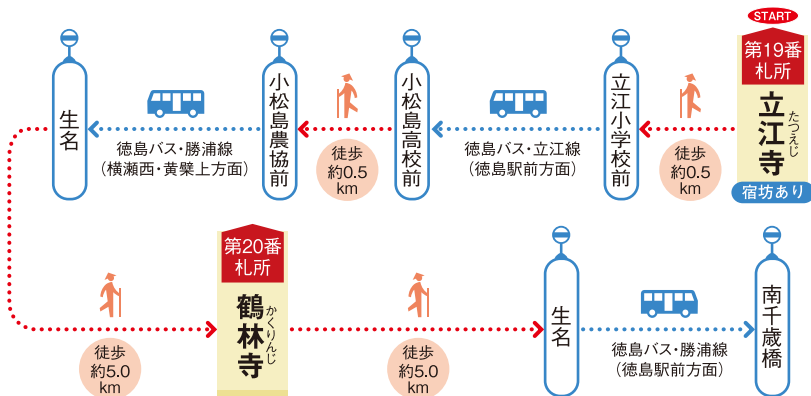 START
第19番
札所
立江寺
たつえじ
宿坊あり
徒歩
約0.5
km
立江小学校前
徳島バス・立江線
(徳島駅前方面)
小松島高校前
徒歩
約0.5
km
小松島農協前
徳島バス・勝浦線
(横瀬西・黄檗上方面)
生名
徒歩
約5.0
km
第20番
札所
鶴林寺
かくりんじ
徒歩
約5.0
km
生名
徳島バス・勝浦線
(徳島駅前方面)
南千歳橋